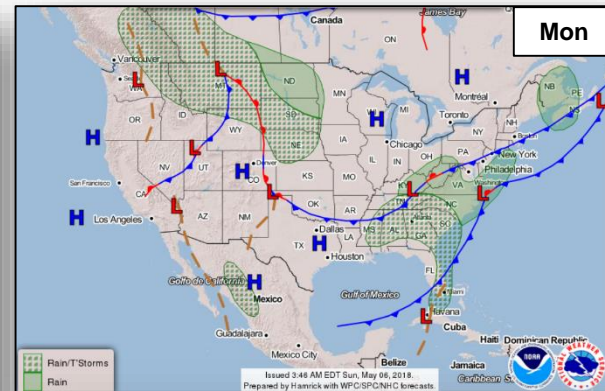 Mon
Canada
James Bay
Vancouver
WA
MT
ND
MN
OR
ID
WY
SD
WI
MI
Montréal
Toronto
NB
PE
NS
NH
NY
Boston
NV
UT
CO
Denver
NE
IA
Chicago
IL
IN
OH
PA
New York
Philadelphia
Washington
San Francisco
CA
KS
MO
KY
VA
Los Angeles
AZ
NM
OK
AR
TN
NC
Atlanta
SC
MS
AL
GA
Dallas
TX
LA
Houston
FL
Miami
Golfo de California
Gulf of Mexico
Mexico
Havana
Cuba
Guadalajara
Mexico City
Belize
Haiti
Dominican Republic
Jamaica
Caribbean
H
H
H
H
H
H
H
L
L
L
L
L
L
L
L
L
Rain/T'Storms
Rain
Issued 3:46 AM EDT Sun, May 06, 2018.
Prepared by Hamrick with WPC/SPC/NHC forecasts.
NOAA